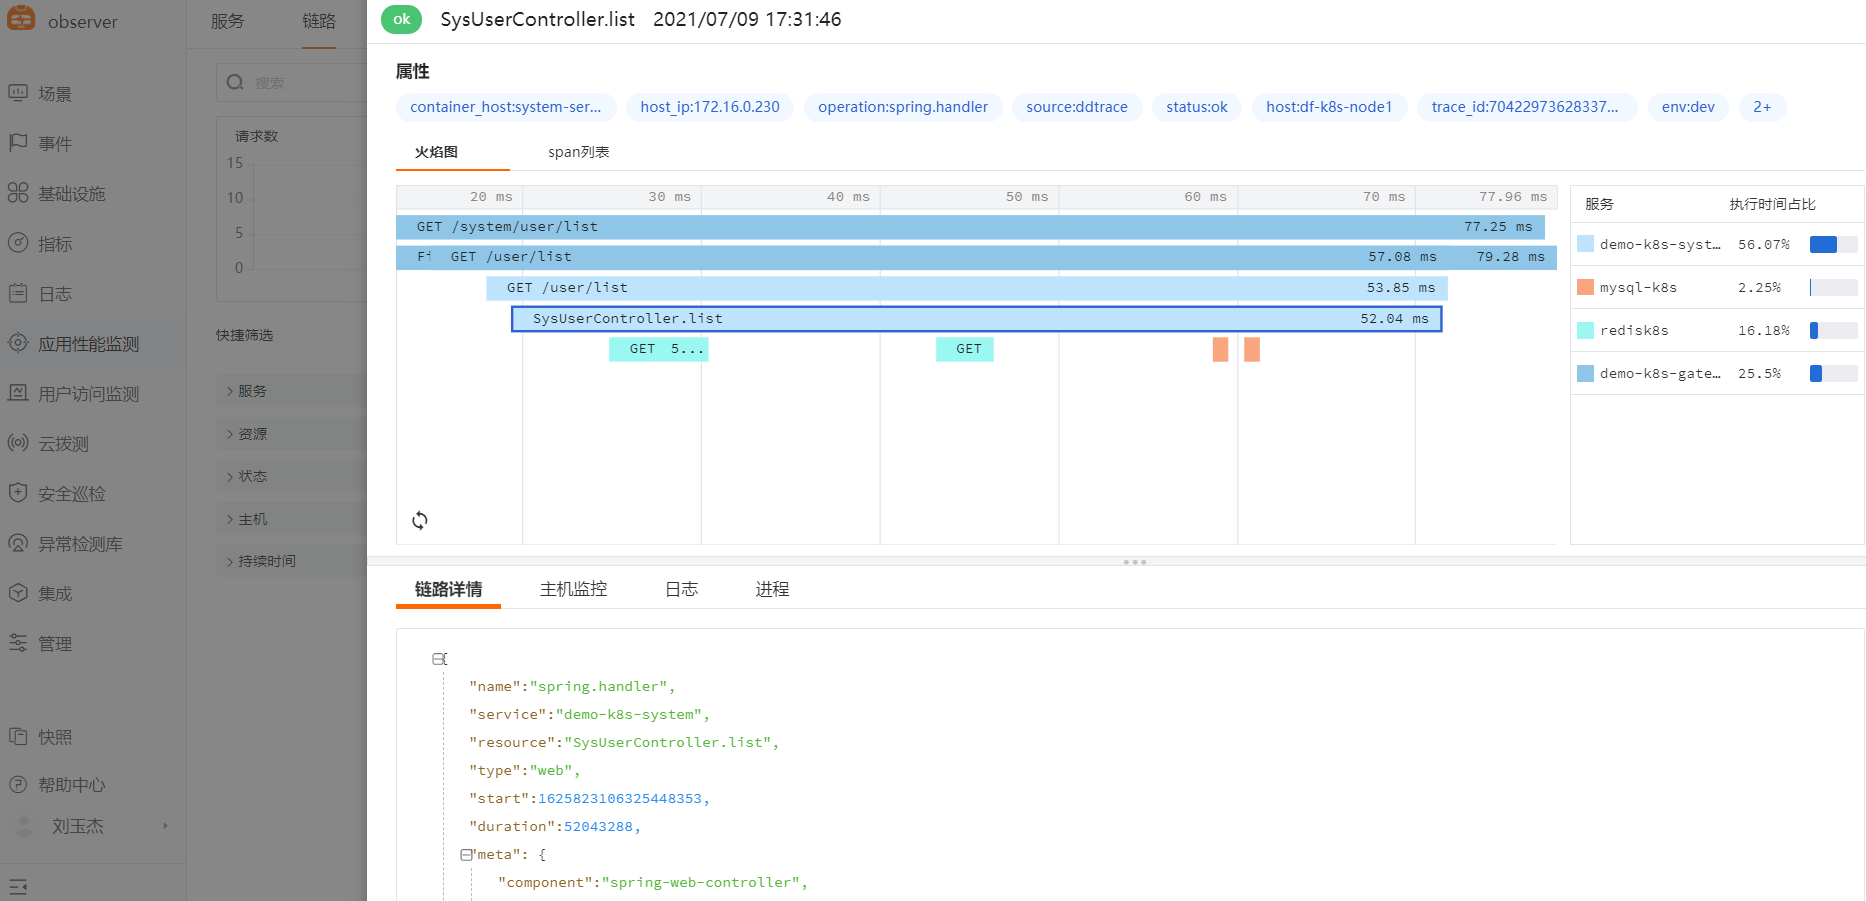 observer
服务
链路
搜索
场景
事件
基础设施
指标
日志
应用性能监测
用户访问监测
云拨测
安全巡检
异常检测库
集成
管理
快照
帮助中心
刘玉杰
请求数
15
10
5
0
快捷筛选
服务
资源
状态
主机
持续时间
ok SysUserController.list 2021/07/09 17:31:46
属性
container_host:system-ser... host_ip:172.16.0.230 operation:spring.handler source:ddtrace status:ok host:df-k8s-node1 trace_id:70422973628337... env:dev 2+
火焰图 span列表
20 ms 30 ms 40 ms 50 ms 60 ms 70 ms 77.96 ms
GET /system/user/list 77.25 ms
Fi GET /user/list 57.08 ms 79.28 ms
GET /user/list 53.85 ms
SysUserController.list 52.04 ms
GET 5... GET
服务 执行时间占比
demo-k8s-syst... 56.07%
mysql-k8s 2.25%
redisk8s 16.18%
demo-k8s-gate... 25.5%
链路详情 主机监控 日志 进程
{
"name":"spring.handler",
"service":"demo-k8s-system",
"resource":"SysUserController.list",
"type":"web",
"start":1625823106325448353,
"duration":52043288,
"meta": {
"component":"spring-web-controller",